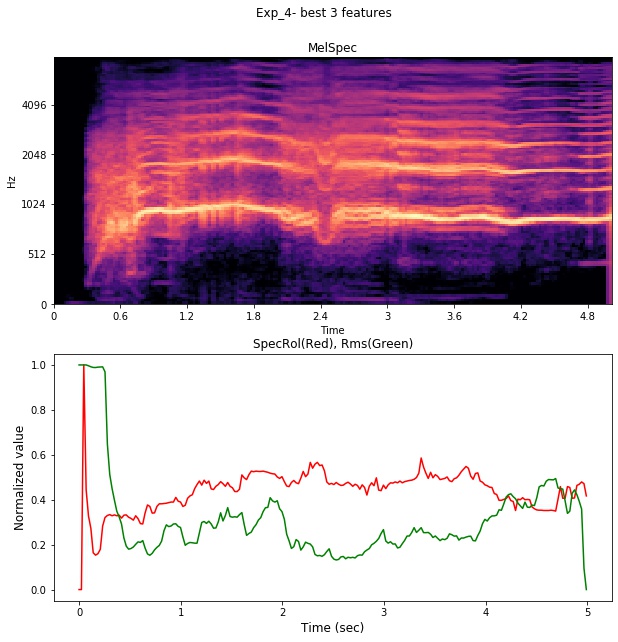 Exp_4- best 3 features
MelSpec
4096
2048
1024
512
0
Hz
0 0.6 1.2 1.8 2.4 3 3.6 4.2 4.8
Time
SpecRol(Red), Rms(Green)
1.0
0.8
0.6
0.4
0.2
0.0
Normalized value
0 1 2 3 4 5
Time (sec)